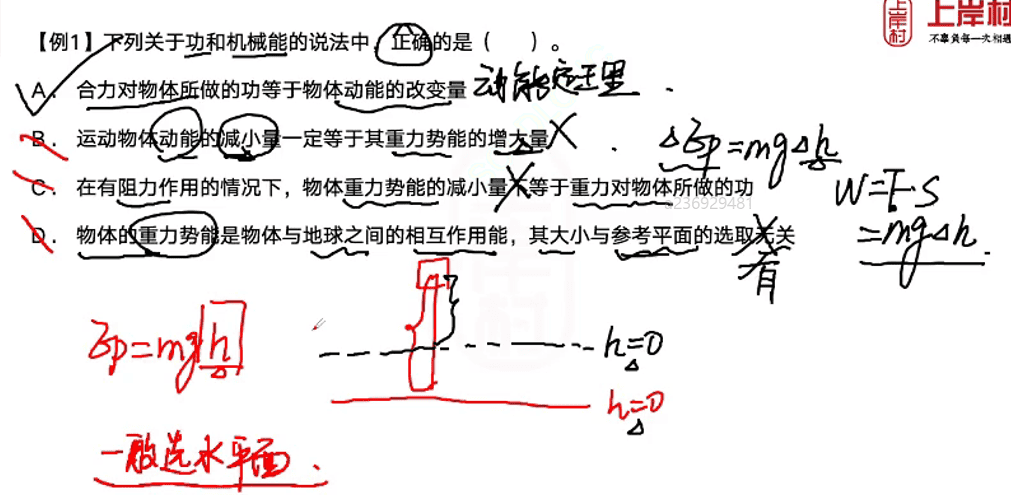 上岸村
不辜负每一次相遇
【例1】下列关于功和机械能的说法中，正确的是（ ）。
A. 合力对物体所做的功等于物体动能的改变量 动能定理.
B. 运动物体动能的减小量一定等于其重力势能的增大量
ΔEp=mgΔh
C. 在有阻力作用的情况下，物体重力势能的减小量不等于重力对物体所做的功
W=F·S
236929481
D. 物体的重力势能是物体与地球之间的相互作用能，其大小与参考平面的选取无关
=mgΔh.
有
Ep=mgh
h=0
h=0
一般选水平面.